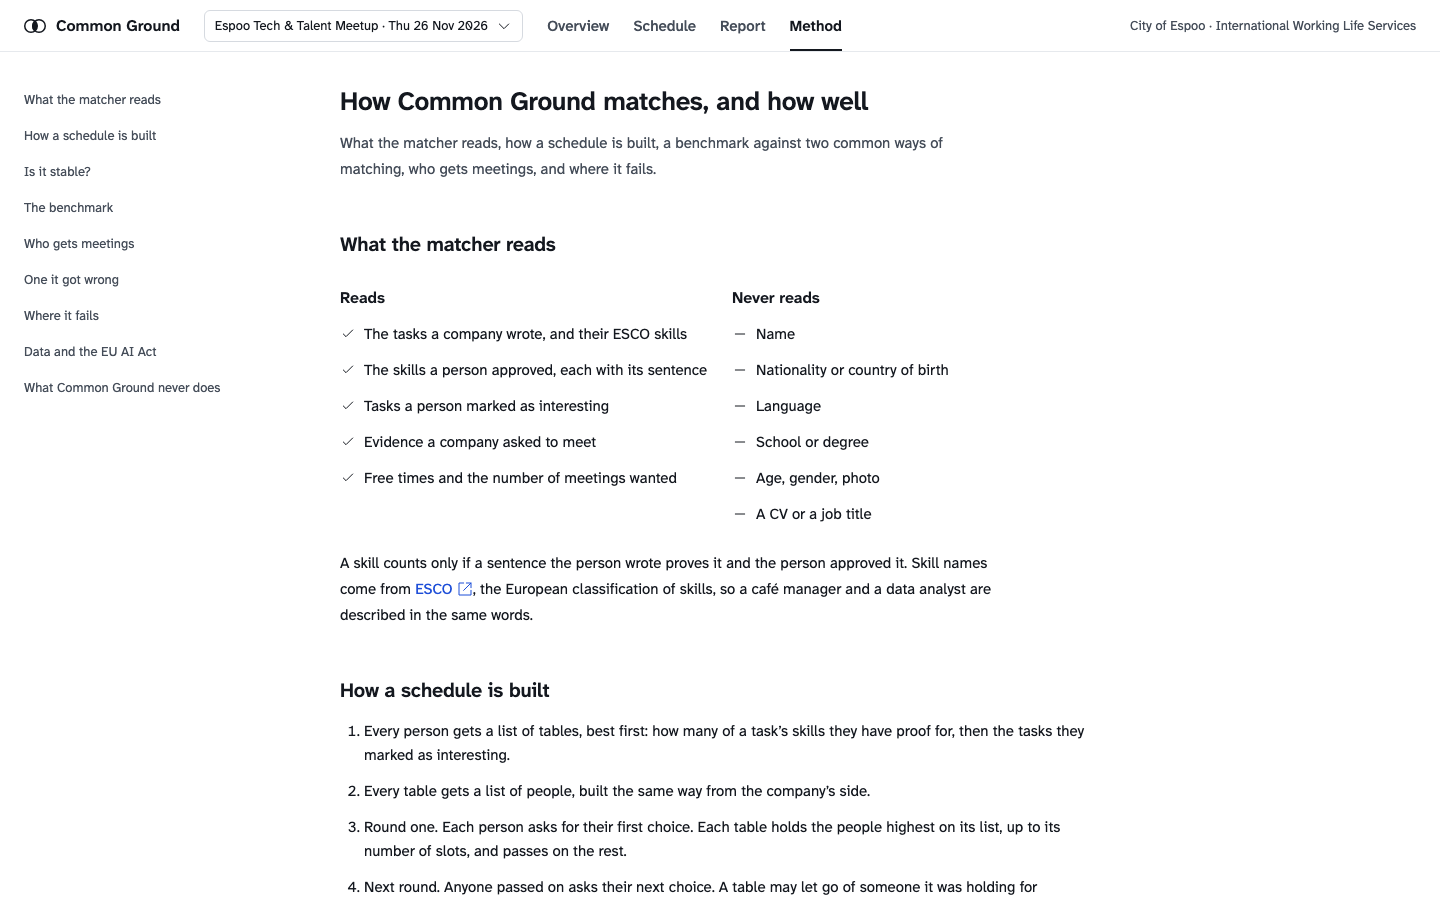 Common Ground
Espoo Tech & Talent Meetup · Thu 26 Nov 2026
Overview
Schedule
Report
Method
City of Espoo · International Working Life Services
What the matcher reads
How a schedule is built
Is it stable?
The benchmark
Who gets meetings
One it got wrong
Where it fails
Data and the EU AI Act
What Common Ground never does
How Common Ground matches, and how well
What the matcher reads, how a schedule is built, a benchmark against two common ways of
matching, who gets meetings, and where it fails.
What the matcher reads
Reads
The tasks a company wrote, and their ESCO skills
The skills a person approved, each with its sentence
Tasks a person marked as interesting
Evidence a company asked to meet
Free times and the number of meetings wanted
Never reads
Name
Nationality or country of birth
Language
School or degree
Age, gender, photo
A CV or a job title
A skill counts only if a sentence the person wrote proves it and the person approved it. Skill names
come from ESCO, the European classification of skills, so a café manager and a data analyst are
described in the same words.
How a schedule is built
1. Every person gets a list of tables, best first: how many of a task’s skills they have proof for, then the tasks they
marked as interesting.
2. Every table gets a list of people, built the same way from the company’s side.
3. Round one. Each person asks for their first choice. Each table holds the people highest on its list, up to its
number of slots, and passes on the rest.
4. Next round. Anyone passed on asks their next choice. A table may let go of someone it was holding for